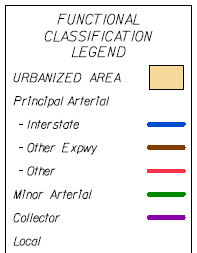 FUNCTIONAL
CLASSIFICATION
LEGEND
URBANIZED AREA
Principal Arterial
- Interstate
- Other Expwy
- Other
Minor Arterial
Collector
Local